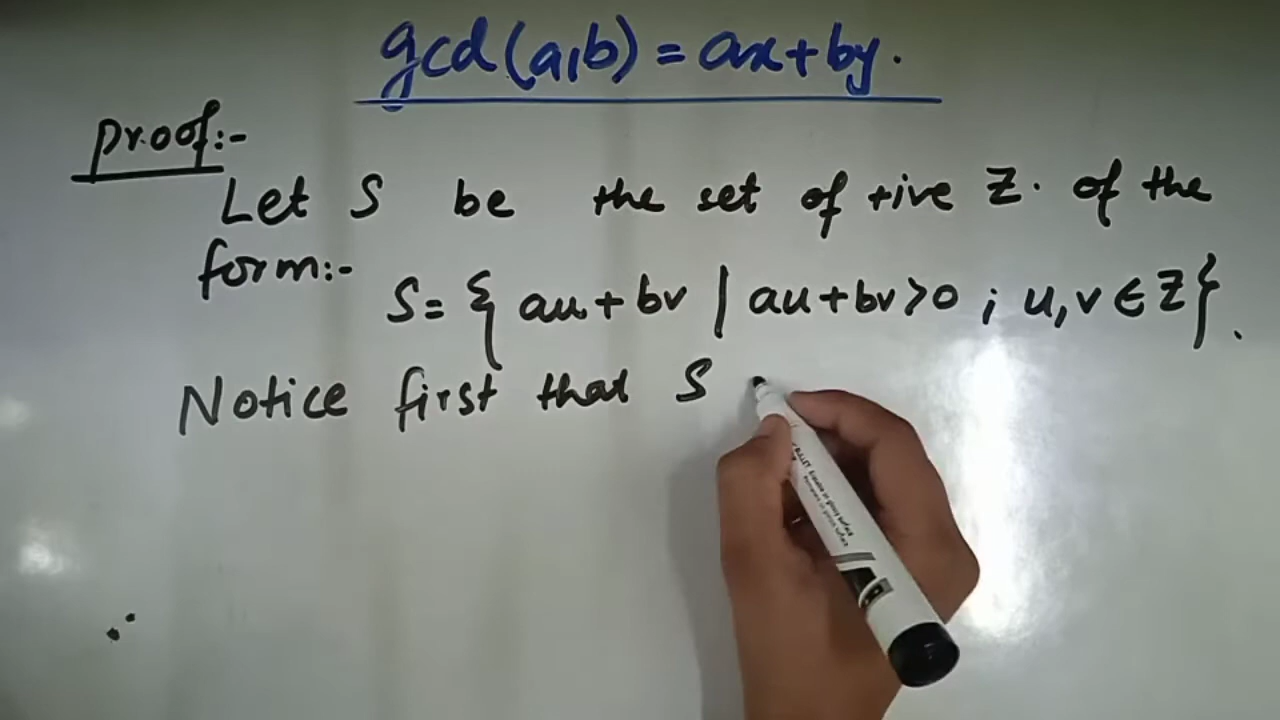 gcd(a,b) = ax+by.
Proof:-
Let S be the set of +ive Z. of the
form:-
S = { au + bv | au + bv > 0 ; u, v ∈ Z }.
Notice first that S